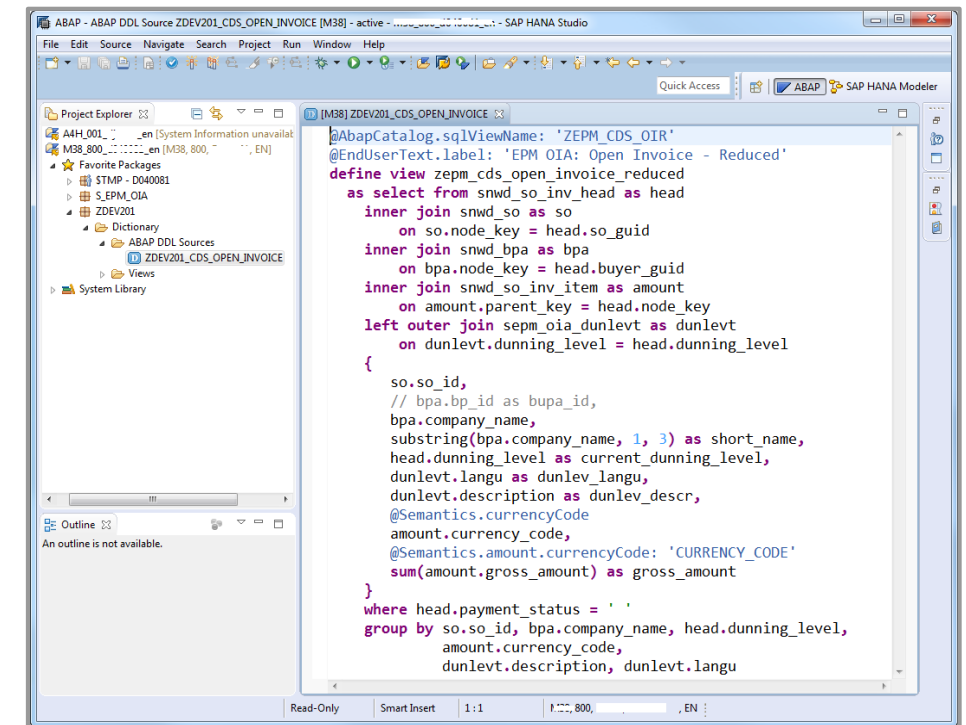 ABAP - ABAP DDL Source ZDEV201_CDS_OPEN_INVOICE [M38] - active - - SAP HANA Studio
File Edit Source Navigate Search Project Run Window Help
Quick Access
ABAP
SAP HANA Modeler
Project Explorer
A4H_001_ _en [System Information unavailat
M38_800_ _en [M38, 800, , EN]
Favorite Packages
$TMP - D040081
S_EPM_OIA
ZDEV201
Dictionary
ABAP DDL Sources
ZDEV201_CDS_OPEN_INVOICE
Views
System Library
Outline
An outline is not available.
[M38] ZDEV201_CDS_OPEN_INVOICE
@AbapCatalog.sqlViewName: 'ZEPM_CDS_OIR'
@EndUserText.label: 'EPM OIA: Open Invoice - Reduced'
define view zepm_cds_open_invoice_reduced
as select from snwd_so_inv_head as head
inner join snwd_so as so
on so.node_key = head.so_guid
inner join snwd_bpa as bpa
on bpa.node_key = head.buyer_guid
inner join snwd_so_inv_item as amount
on amount.parent_key = head.node_key
left outer join sepm_oia_dunlevt as dunlevt
on dunlevt.dunning_level = head.dunning_level
{
so.so_id,
// bpa.bp_id as bupa_id,
bpa.company_name,
substring(bpa.company_name, 1, 3) as short_name,
head.dunning_level as current_dunning_level,
dunlevt.langu as dunlev_langu,
dunlevt.description as dunlev_descr,
@Semantics.currencyCode
amount.currency_code,
@Semantics.amount.currencyCode: 'CURRENCY_CODE'
sum(amount.gross_amount) as gross_amount
}
where head.payment_status = ' '
group by so.so_id, bpa.company_name, head.dunning_level,
amount.currency_code,
dunlevt.description, dunlevt.langu
Read-Only
Smart Insert
1 : 1
800, , EN